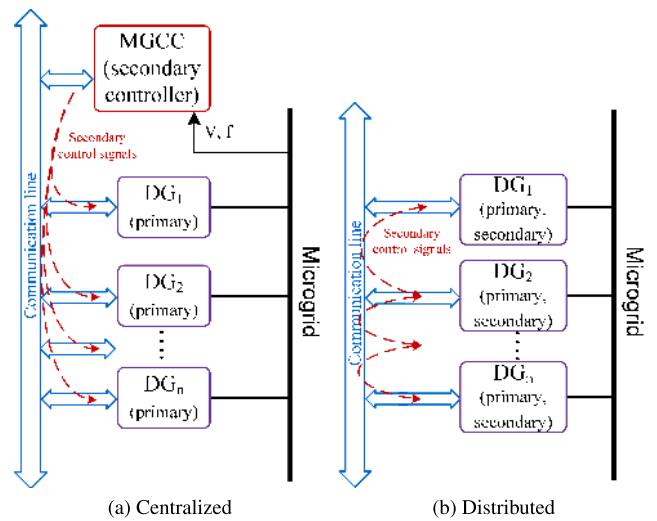 MGCC
(secondary
controller)
V, f
Secondary
control signals
DG1
(primary)
DG2
(primary)
DGn
(primary)
Communication line
Microgrid
(a) Centralized
DG1
(primary,
secondary)
Secondary
control signals
DG2
(primary,
secondary)
DGn
(primary,
secondary)
Communication line
Microgrid
(b) Distributed